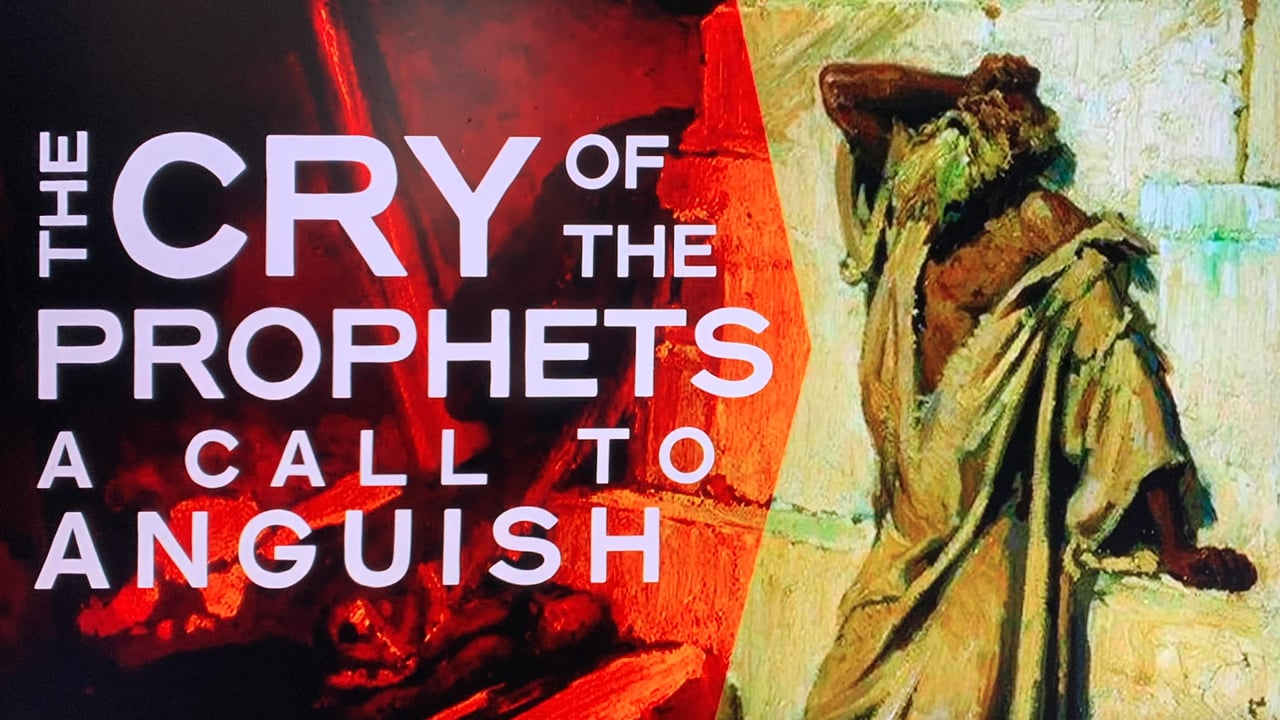 THE CRY OF THE
PROPHETS
A CALL TO
ANGUISH